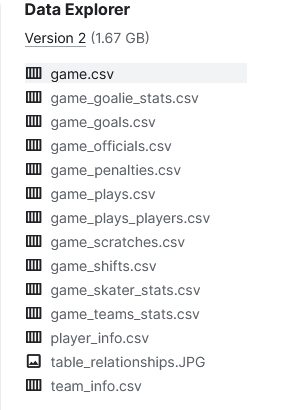 Data Explorer
Version 2 (1.67 GB)
game.csv
game_goalie_stats.csv
game_goals.csv
game_officials.csv
game_penalties.csv
game_plays.csv
game_plays_players.csv
game_scratches.csv
game_shifts.csv
game_skater_stats.csv
game_teams_stats.csv
player_info.csv
table_relationships.JPG
team_info.csv